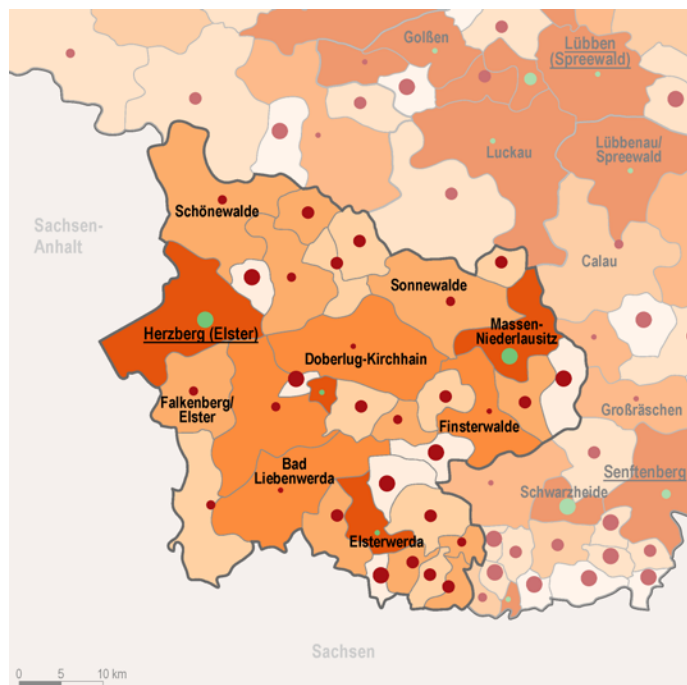 Golßen
Lübben
(Spreewald)
Luckau
Lübbenau/
Spreewald
Sachsen-
Anhalt
Schönewalde
Calau
Sonnewalde
Massen-
Niederlausitz
Herzberg (Elster)
Doberlug-Kirchhain
Falkenberg/
Elster
Finsterwalde
Großräschen
Bad
Liebenwerda
Senftenberg
Schwarzheide
Elsterwerda
Sachsen
0 5 10 km